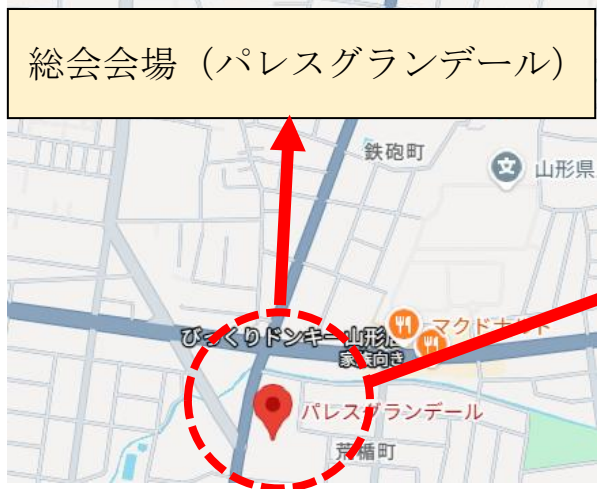 総会会場（パレスグランデール）
鉄砲町
文
山形県
びっくりドンキー山形
マクドナルド
家族向き
パレスグランデール
荒楯町